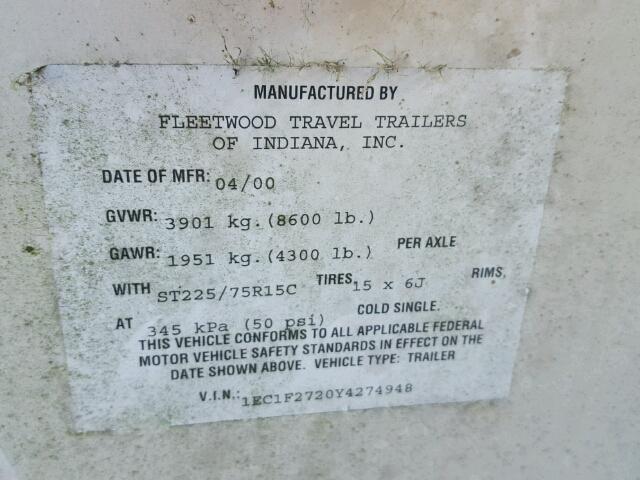 MANUFACTURED BY
FLEETWOOD TRAVEL TRAILERS
OF INDIANA, INC.
DATE OF MFR: 04/00
GVWR: 3901 kg.(8600 lb.)
GAWR: 1951 kg.(4300 lb.) PER AXLE
WITH ST225/75R15C TIRES 15 x 6J RIMS,
AT 345 kPa (50 psi) COLD SINGLE.
THIS VEHICLE CONFORMS TO ALL APPLICABLE FEDERAL
MOTOR VEHICLE SAFETY STANDARDS IN EFFECT ON THE
DATE SHOWN ABOVE. VEHICLE TYPE: TRAILER
V.I.N.: 1EC1F2720Y4274948